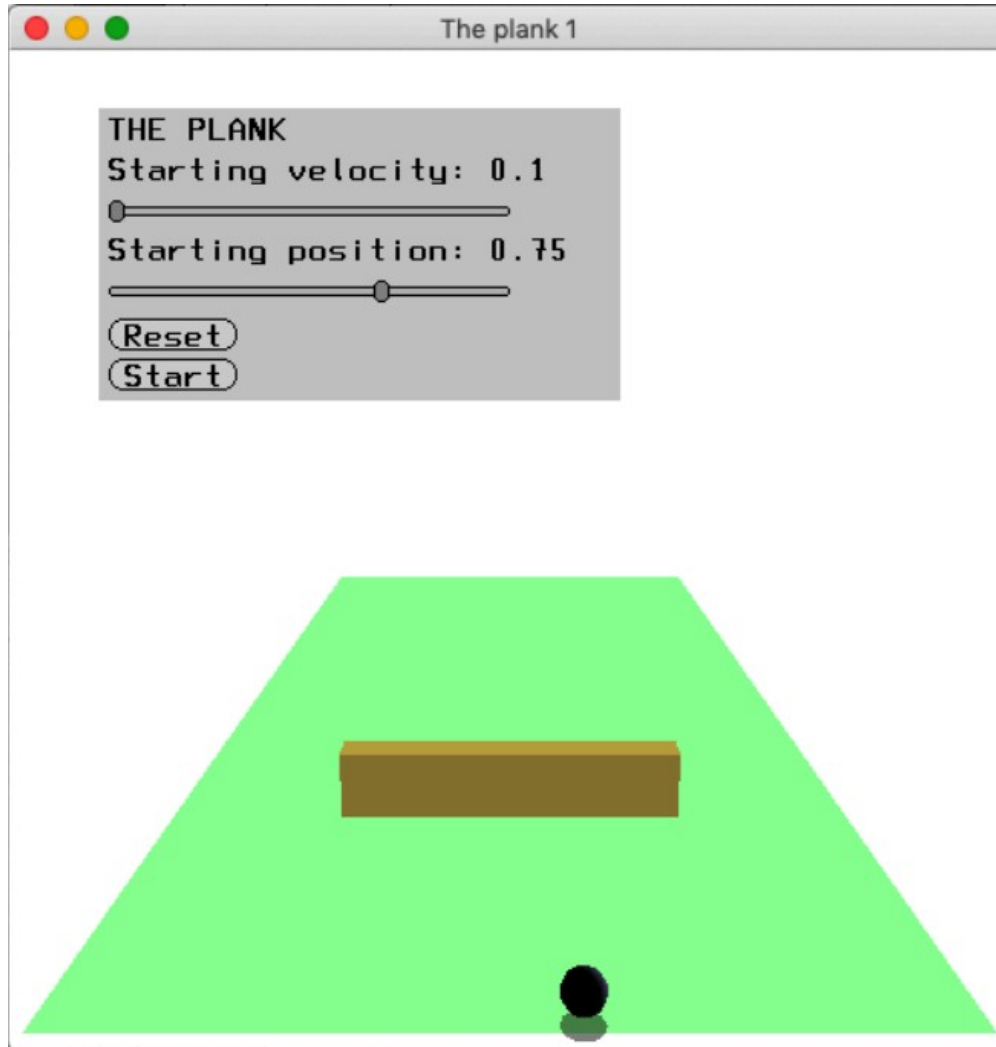 The plank 1
THE PLANK
Starting velocity: 0.1
Starting position: 0.75
Reset
Start